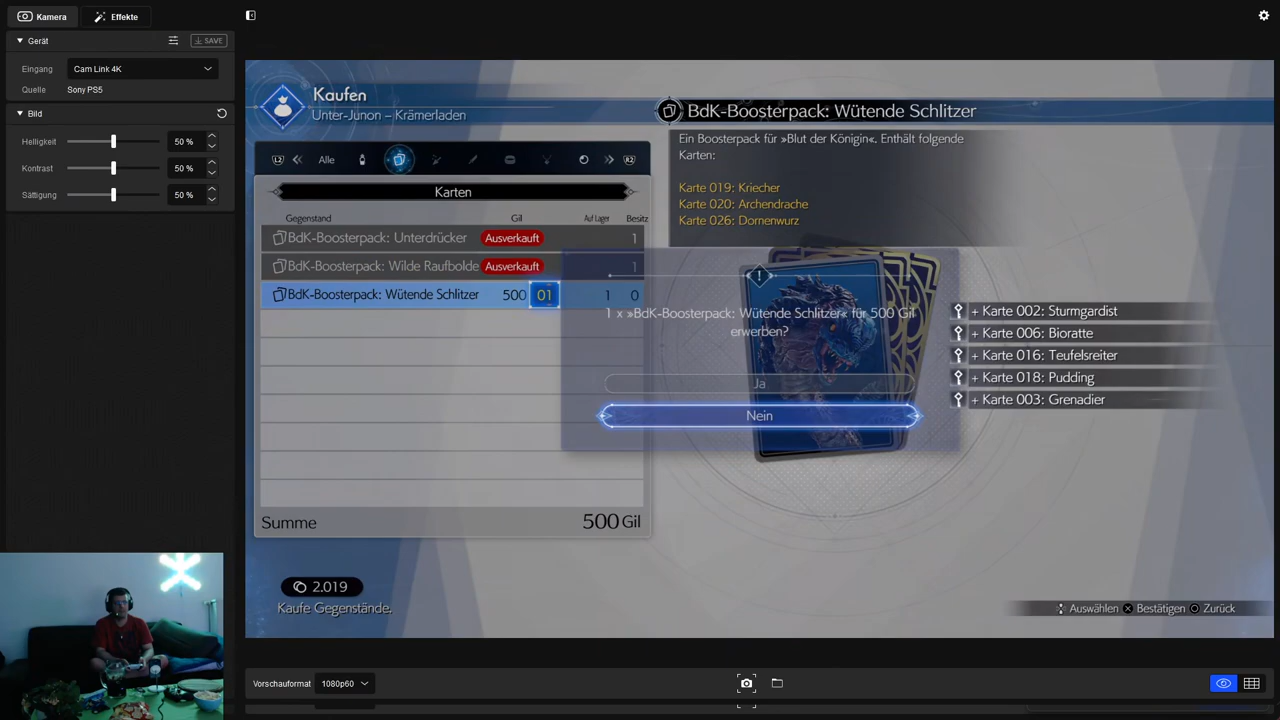 Kamera
Effekte
Gerät
SAVE
Eingang
Cam Link 4K
Quelle
Sony PS5
Bild
Helligkeit
50 %
Kontrast
50 %
Sättigung
50 %
Kaufen
Unter-Junon – Krämerladen
L2
Alle
R2
Karten
Gegenstand Gil Auf Lager Besitz
BdK-Boosterpack: Unterdrücker Ausverkauft 1
BdK-Boosterpack: Wilde Raufbolde Ausverkauft 1
BdK-Boosterpack: Wütende Schlitzer 500 01 1 0
Summe 500 Gil
2.019
Kaufe Gegenstände.
BdK-Boosterpack: Wütende Schlitzer
Ein Boosterpack für »Blut der Königin«. Enthält folgende
Karten:
Karte 019: Kriecher
Karte 020: Archendrache
Karte 026: Dornenwurz
!
1 x »BdK-Boosterpack: Wütende Schlitzer« für 500 Gil
erwerben?
Ja
Nein
+ Karte 002: Sturmgardist
+ Karte 006: Bioratte
+ Karte 016: Teufelsreiter
+ Karte 018: Pudding
+ Karte 003: Grenadier
Auswählen Bestätigen Zurück
Vorschauformat
1080p60